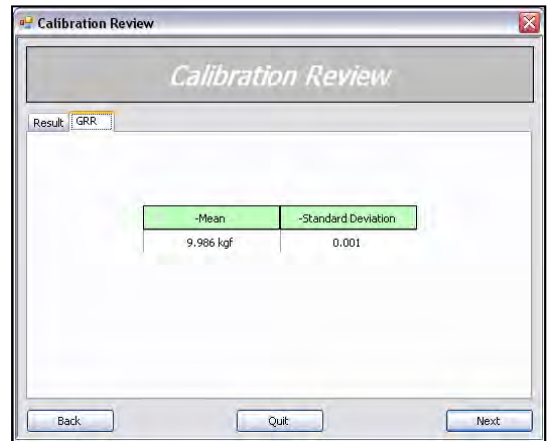 Calibration Review
Calibration Review
Result GRR
-Mean -Standard Deviation
9.986 kgf 0.001
Back Quit Next